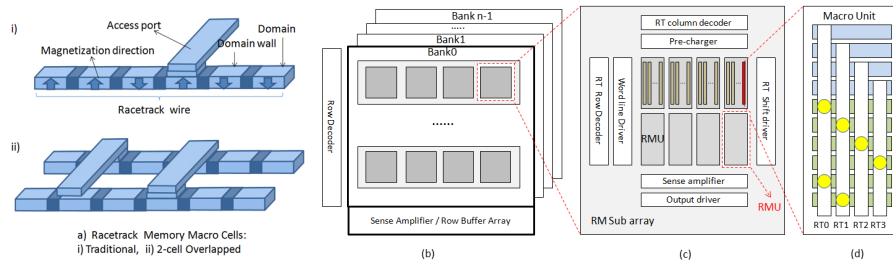 i)
Access port
Magnetization direction
Domain
Domain wall
Racetrack wire
ii)
a) Racetrack Memory Macro Cells:
i) Traditional, ii) 2-cell Overlapped
Bank n-1
.....
Bank1
Bank0
Row Decoder
......
Sense Amplifier / Row Buffer Array
(b)
RT column decoder
Pre-charger
RT Row Decoder
Word line Driver
RMU
RT Shift driver
Sense amplifier
Output driver
RMU
RM Sub array
(c)
Macro Unit
RT0 RT1 RT2 RT3
(d)